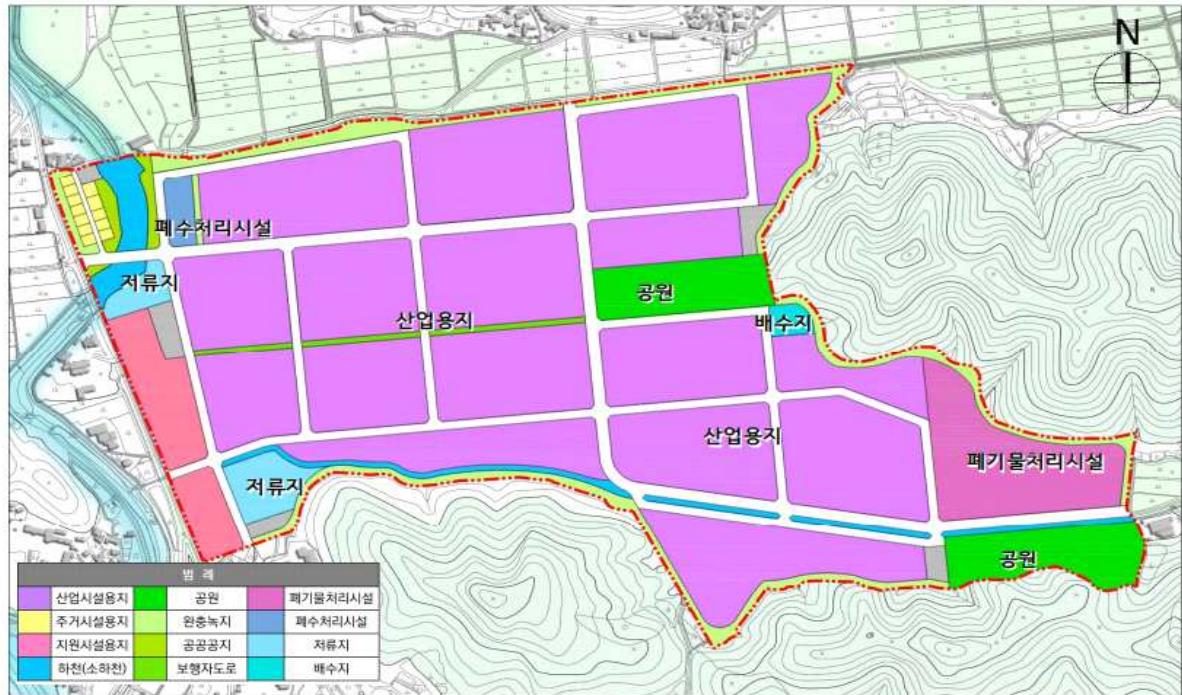 N
폐수처리시설
저류지
공원
산업용지
배수지
산업용지
폐기물처리시설
저류지
공원
범 례
산업시설용지 공원 폐기물처리시설
주거시설용지 완충녹지 폐수처리시설
지원시설용지 공공공지 저류지
하천(소하천) 보행자도로 배수지